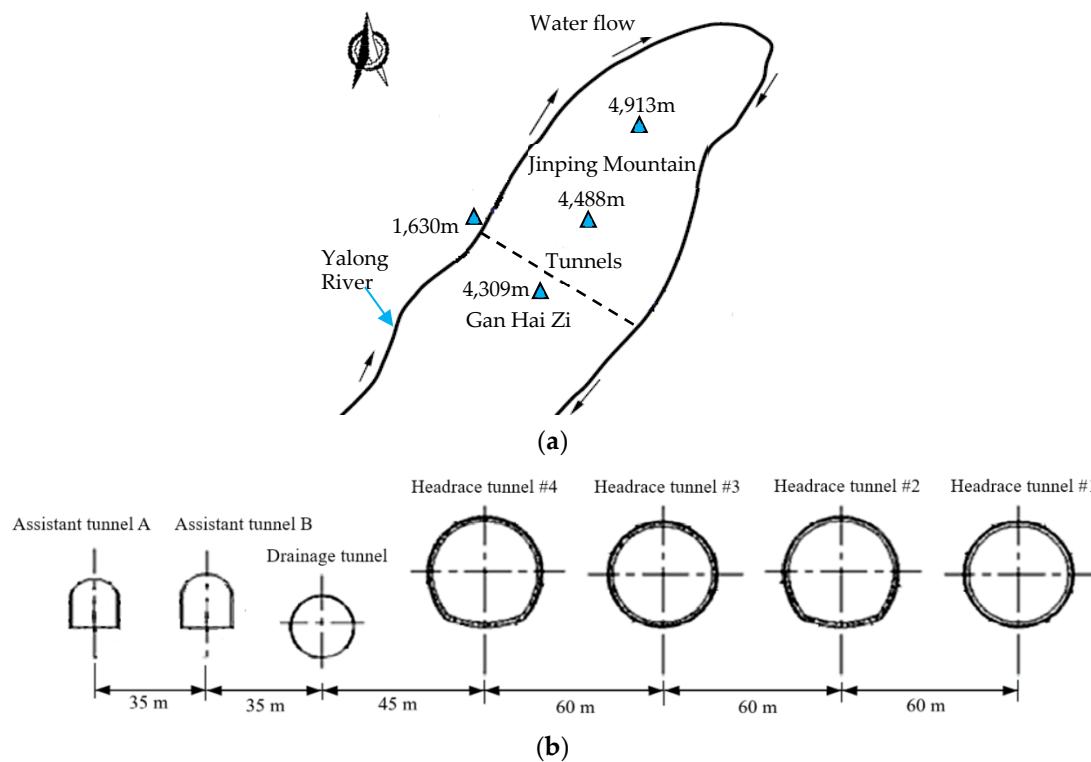 Water flow
4,913m
Jinping Mountain
4,488m
1,630m
Tunnels
Yalong
River
4,309m
Gan Hai Zi
(a)
Headrace tunnel #4 Headrace tunnel #3 Headrace tunnel #2 Headrace tunnel #1
Assistant tunnel A Assistant tunnel B
Drainage tunnel
35 m 35 m 45 m 60 m 60 m 60 m
(b)